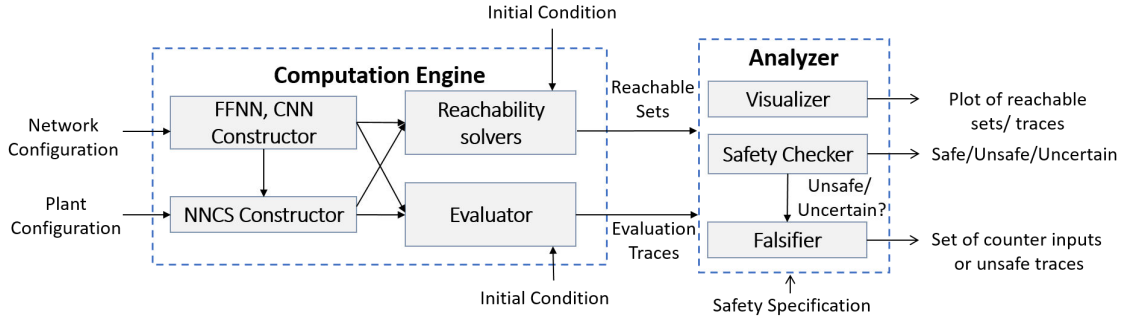 Initial Condition
Computation Engine
Analyzer
Network
Configuration
FFNN, CNN
Constructor
Reachability
solvers
Reachable
Sets
Visualizer
Plot of reachable
sets/ traces
Safety Checker
Safe/Unsafe/Uncertain
Plant
Configuration
NNCS Constructor
Evaluator
Evaluation
Traces
Unsafe/
Uncertain?
Falsifier
Set of counter inputs
or unsafe traces
Initial Condition
Safety Specification